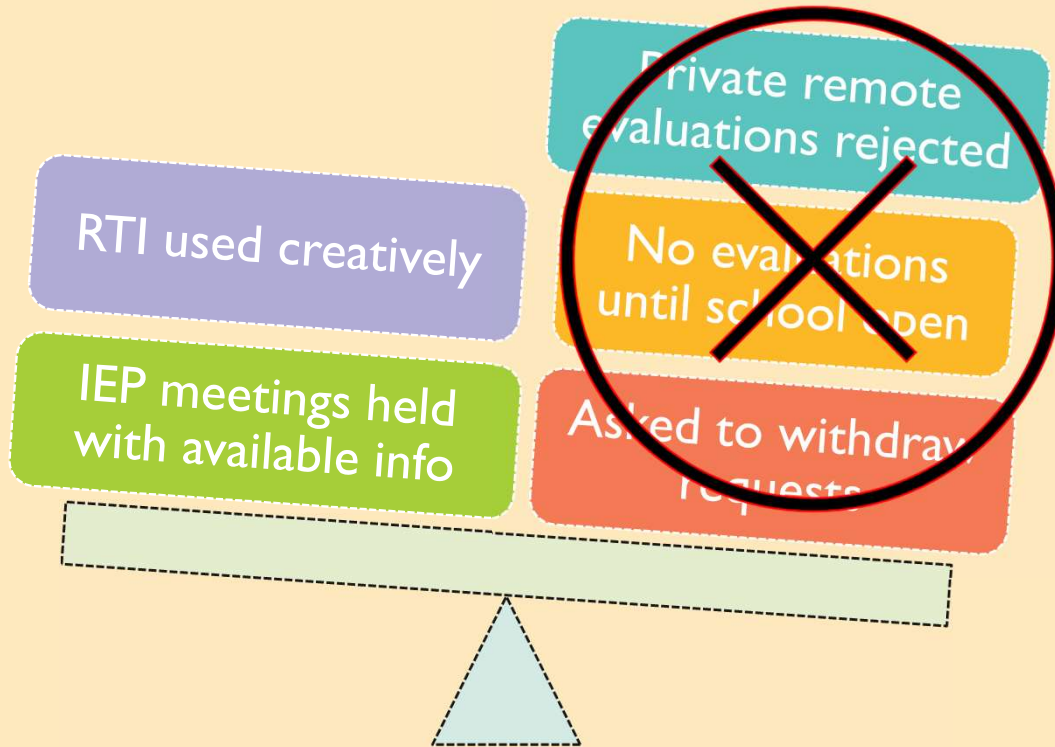 RTI used creatively
IEP meetings held
with available info
Private remote
evaluations rejected
No evaluations
until school open
Asked to withdraw
requests